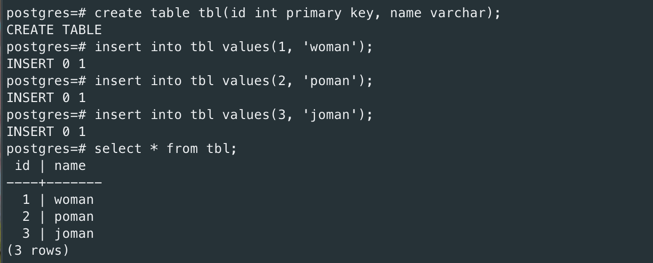 postgres=# create table tbl(id int primary key, name varchar);
CREATE TABLE
postgres=# insert into tbl values(1, 'woman');
INSERT 0 1
postgres=# insert into tbl values(2, 'poman');
INSERT 0 1
postgres=# insert into tbl values(3, 'joman');
INSERT 0 1
postgres=# select * from tbl;
 id | name
----+-------
  1 | woman
  2 | poman
  3 | joman
(3 rows)